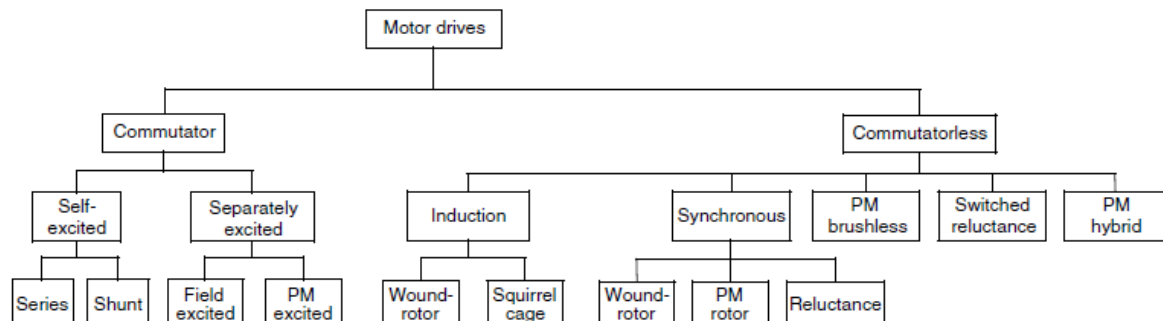 Motor drives
Commutator
Commutatorless
Self-
excited
Separately
excited
Induction
Synchronous
PM
brushless
Switched
reluctance
PM
hybrid
Series
Shunt
Field
excited
PM
excited
Wound-
rotor
Squirrel
cage
Wound-
rotor
PM
rotor
Reluctance